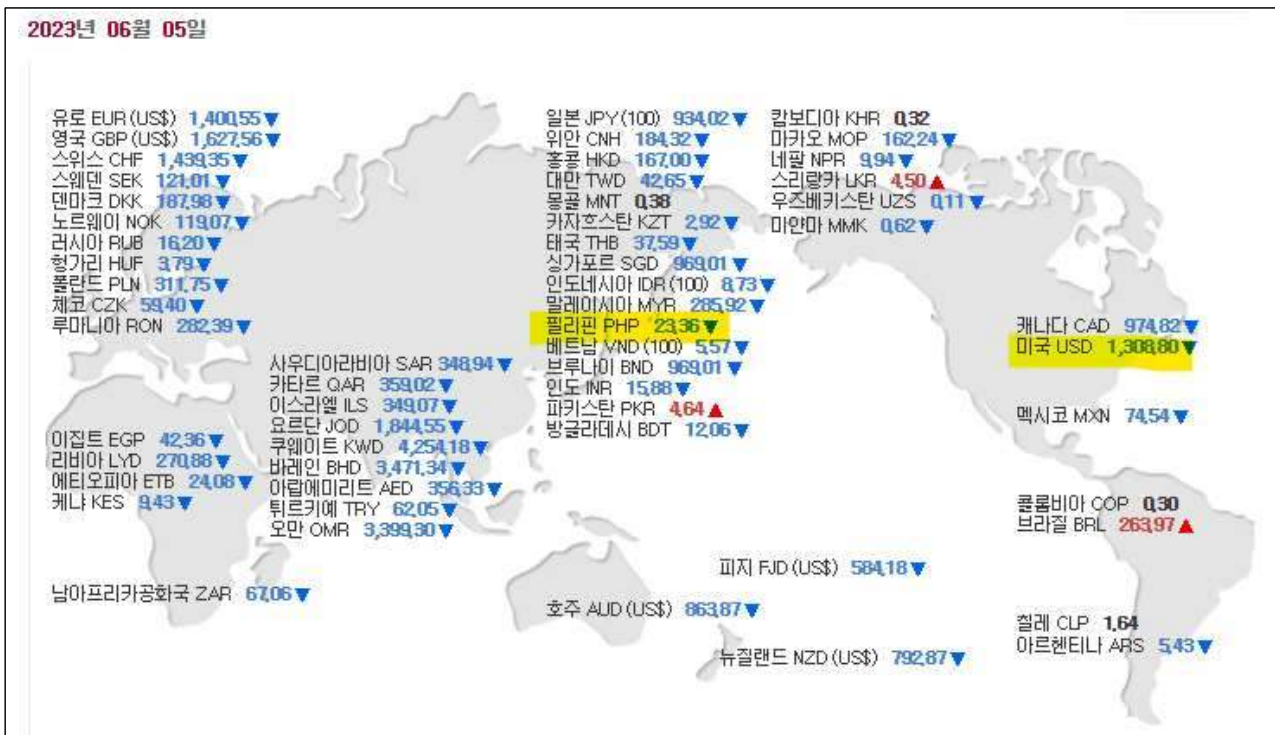 2023년 06월 05일
유로 EUR (US$) 1,400.55 ▼
영국 GBP (US$) 1,627.56 ▼
스위스 CHF 1,439.35 ▼
스웨덴 SEK 121.01 ▼
덴마크 DKK 187.98 ▼
노르웨이 NOK 119.07 ▼
러시아 RUB 16.20 ▼
헝가리 HUF 3.79 ▼
폴란드 PLN 311.75 ▼
체코 CZK 59.40 ▼
루마니아 RON 282.39 ▼
이집트 EGP 42.36 ▼
리비아 LYD 270.88 ▼
에티오피아 ETB 24.08 ▼
케냐 KES 9.43 ▼
남아프리카공화국 ZAR 67.06 ▼
사우디아라비아 SAR 348.94 ▼
카타르 QAR 359.02 ▼
이스라엘 ILS 349.07 ▼
요르단 JOD 1,844.55 ▼
쿠웨이트 KWD 4,254.18 ▼
바레인 BHD 3,471.34 ▼
아랍에미리트 AED 356.33 ▼
튀르키예 TRY 62.05 ▼
오만 OMR 3,399.30 ▼
일본 JPY (100) 934.02 ▼
위안 CNH 184.32 ▼
홍콩 HKD 167.00 ▼
대만 TWD 42.65 ▼
몽골 MNT 0.38
카자흐스탄 KZT 2.92 ▼
태국 THB 37.59 ▼
싱가포르 SGD 969.01 ▼
인도네시아 IDR (100) 8.73 ▼
말레이시아 MYR 285.92 ▼
필리핀 PHP 23.36 ▼
베트남 VND (100) 5.57 ▼
브루나이 BND 969.01 ▼
인도 INR 15.88 ▼
파키스탄 PKR 4.64 ▲
방글라데시 BDT 12.06 ▼
캄보디아 KHR 0.32
마카오 MOP 162.24 ▼
네팔 NPR 9.94 ▼
스리랑카 LKR 4.50 ▲
우즈베키스탄 UZS 0.11 ▼
미얀마 MMK 0.62 ▼
피지 FJD (US$) 584.18 ▼
호주 AUD (US$) 863.87 ▼
뉴질랜드 NZD (US$) 792.87 ▼
캐나다 CAD 974.82 ▼
미국 USD 1,308.80 ▼
멕시코 MXN 74.54 ▼
콜롬비아 COP 0.30
브라질 BRL 263.97 ▲
칠레 CLP 1.64
아르헨티나 ARS 5.43 ▼